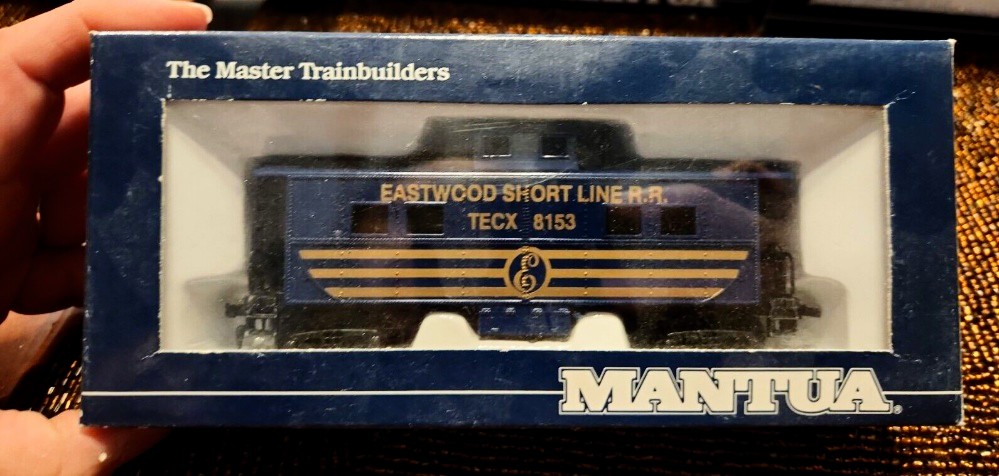 The Master Trainbuilders
EASTWOOD SHORT LINE R.R.
TECX 8153
MANTUA®